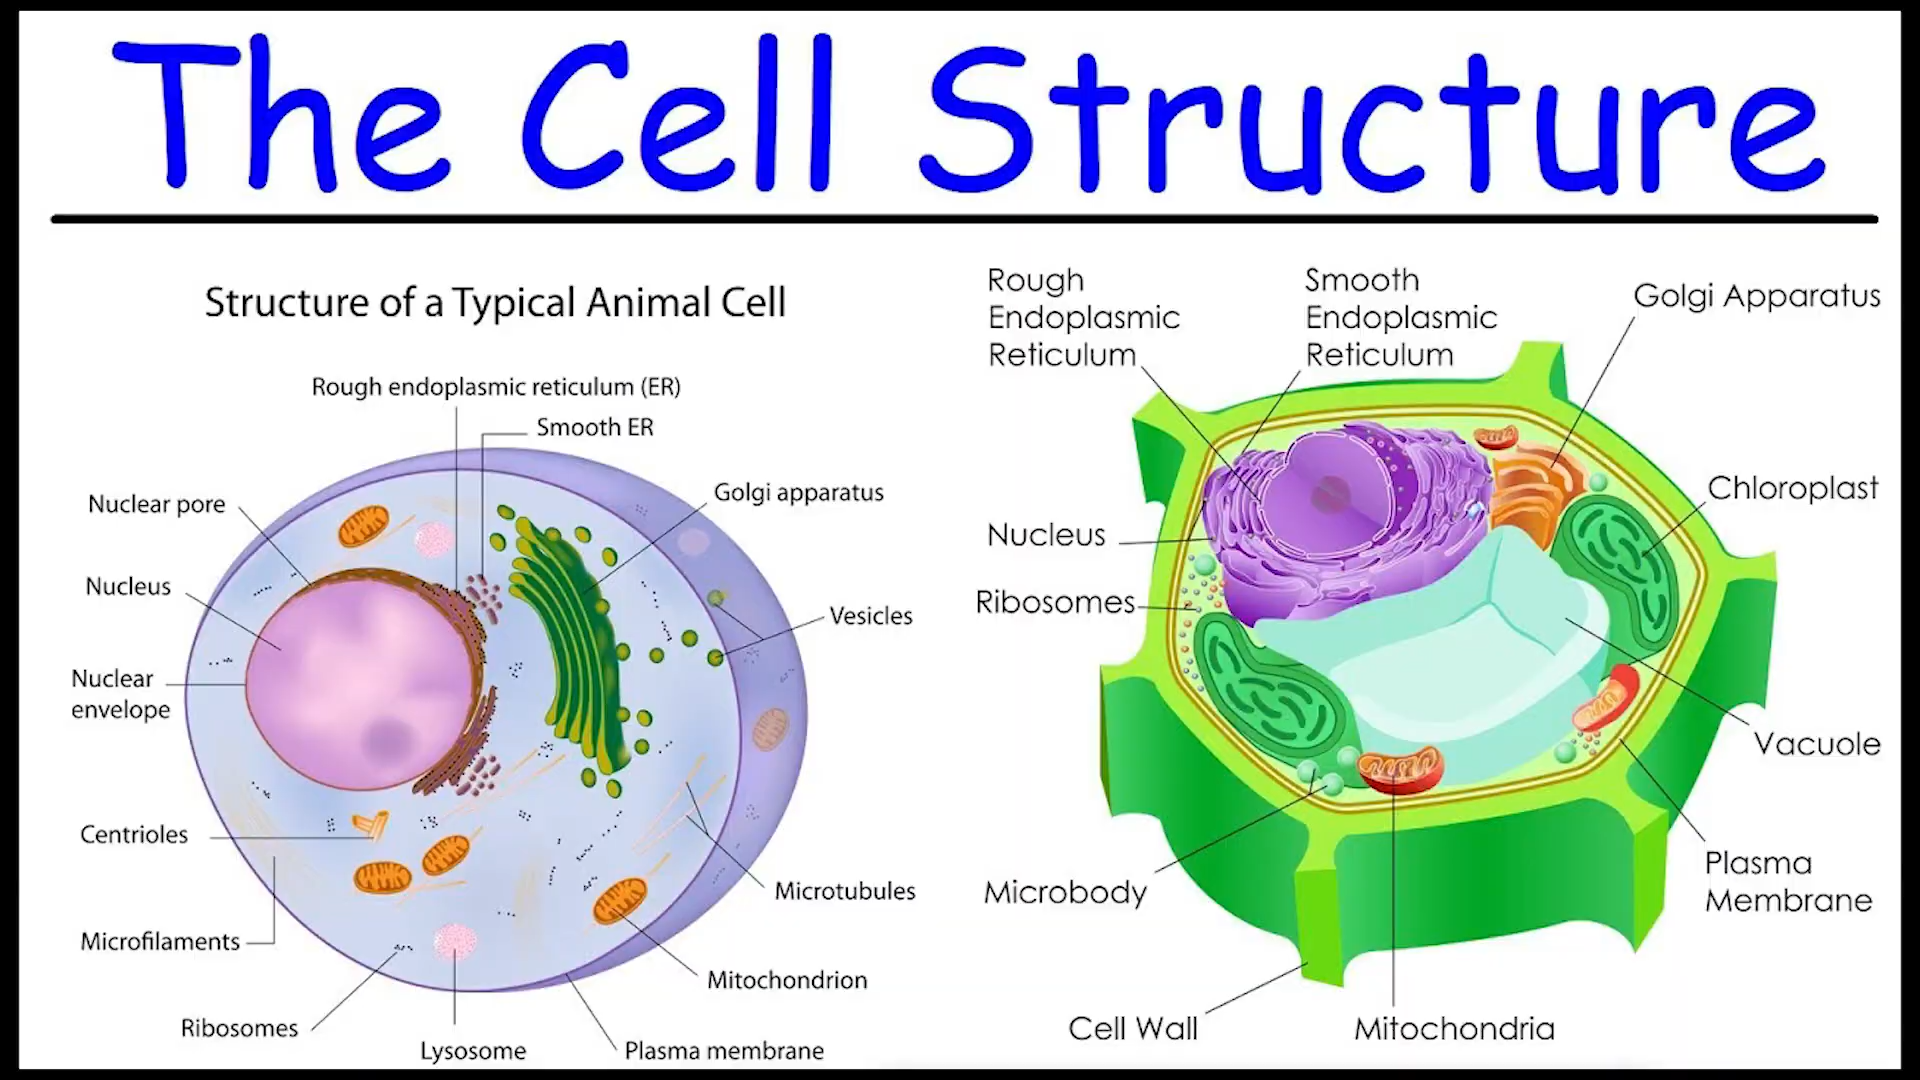 The Cell Structure
Structure of a Typical Animal Cell
Rough endoplasmic reticulum (ER)
Smooth ER
Golgi apparatus
Nuclear pore
Nucleus
Vesicles
Nuclear
envelope
Centrioles
Microtubules
Microfilaments
Mitochondrion
Ribosomes
Lysosome
Plasma membrane
Rough
Endoplasmic
Reticulum
Smooth
Endoplasmic
Reticulum
Golgi Apparatus
Chloroplast
Nucleus
Ribosomes
Vacuole
Plasma
Membrane
Microbody
Cell Wall
Mitochondria